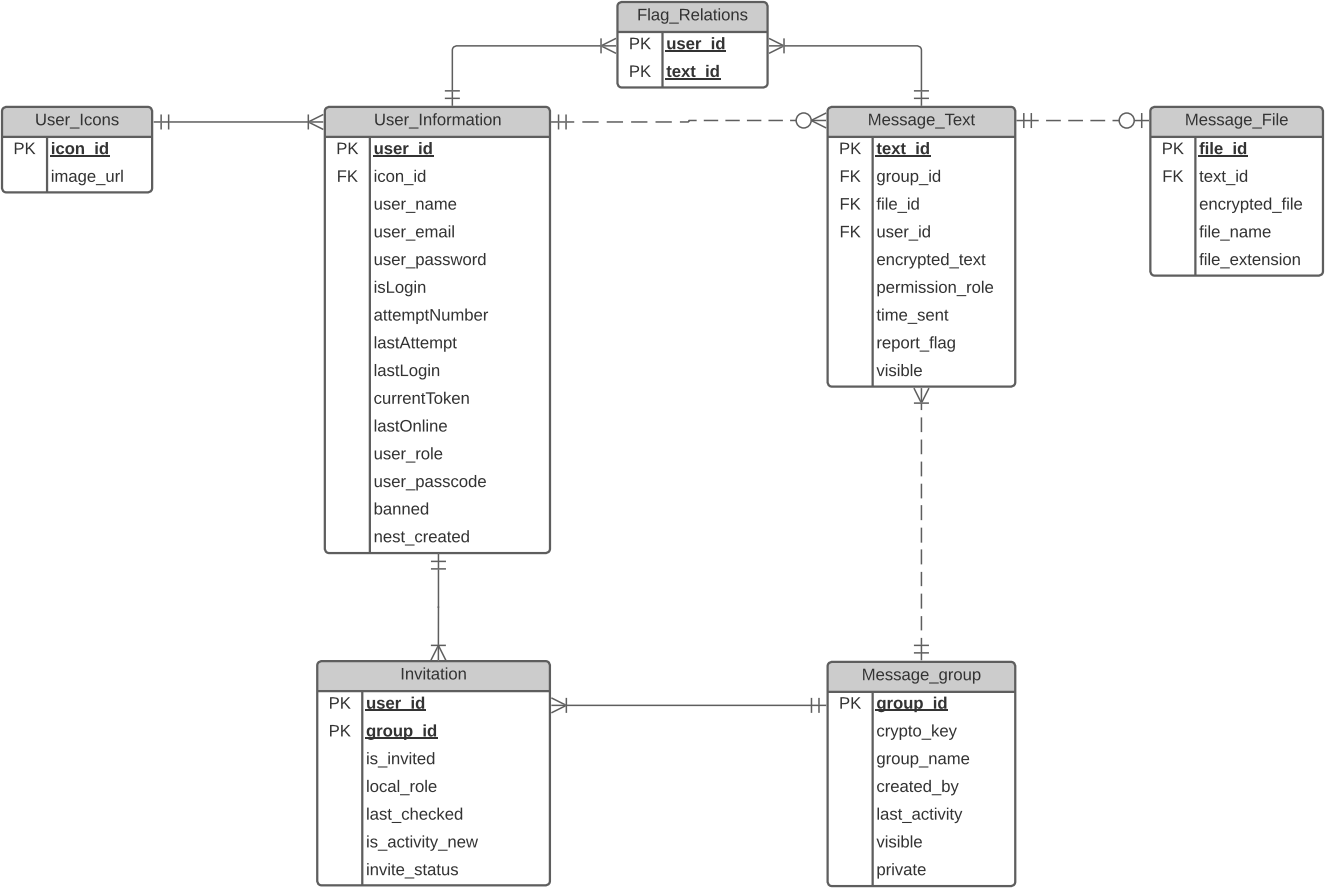 Flag_Relations
PK user_id
PK text_id
User_Icons
PK icon_id
image_url
User_Information
PK user_id
FK icon_id
user_name
user_email
user_password
isLogin
attemptNumber
lastAttempt
lastLogin
currentToken
lastOnline
user_role
user_passcode
banned
nest_created
Message_Text
PK text_id
FK group_id
FK file_id
FK user_id
encrypted_text
permission_role
time_sent
report_flag
visible
Message_File
PK file_id
FK text_id
encrypted_file
file_name
file_extension
Invitation
PK user_id
PK group_id
is_invited
local_role
last_checked
is_activity_new
invite_status
Message_group
PK group_id
crypto_key
group_name
created_by
last_activity
visible
private